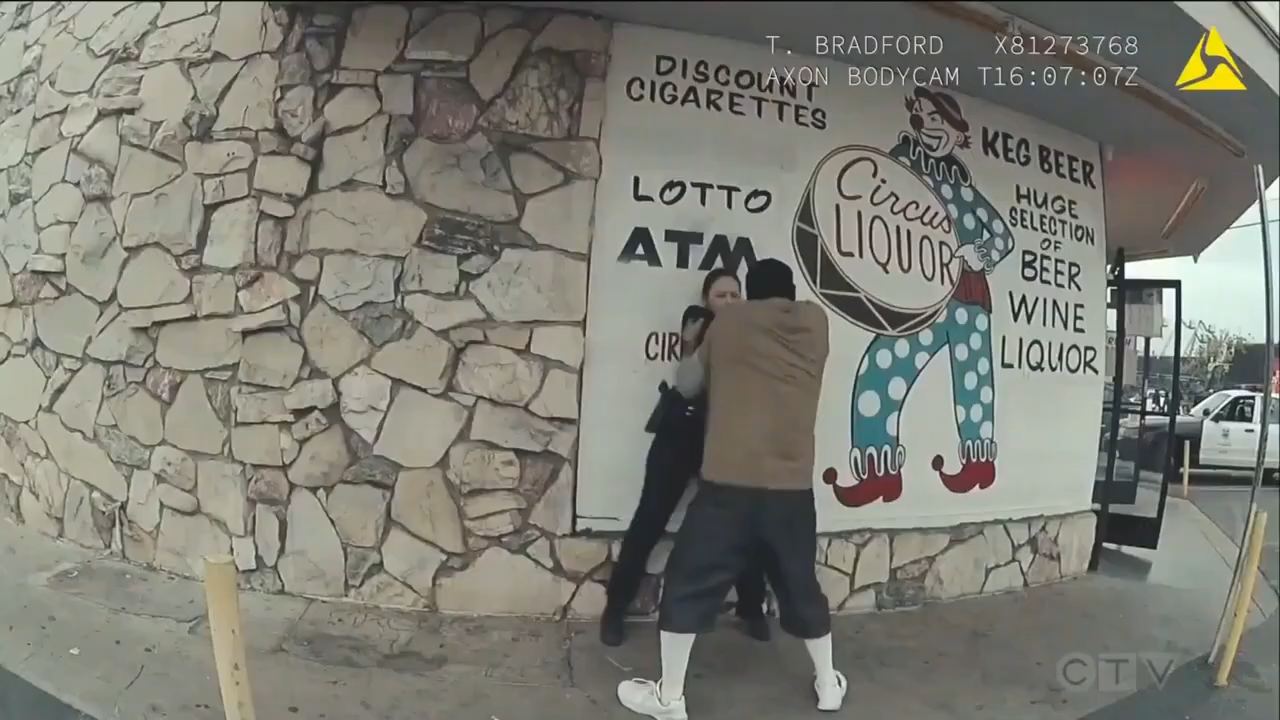 T. BRADFORD X81273768
AXON BODYCAM T16:07:07Z
DISCOUNT
CIGARETTES
LOTTO
ATM
Circus
LIQUOR
KEG BEER
HUGE
SELECTION
OF
BEER
WINE
LIQUOR
CTV